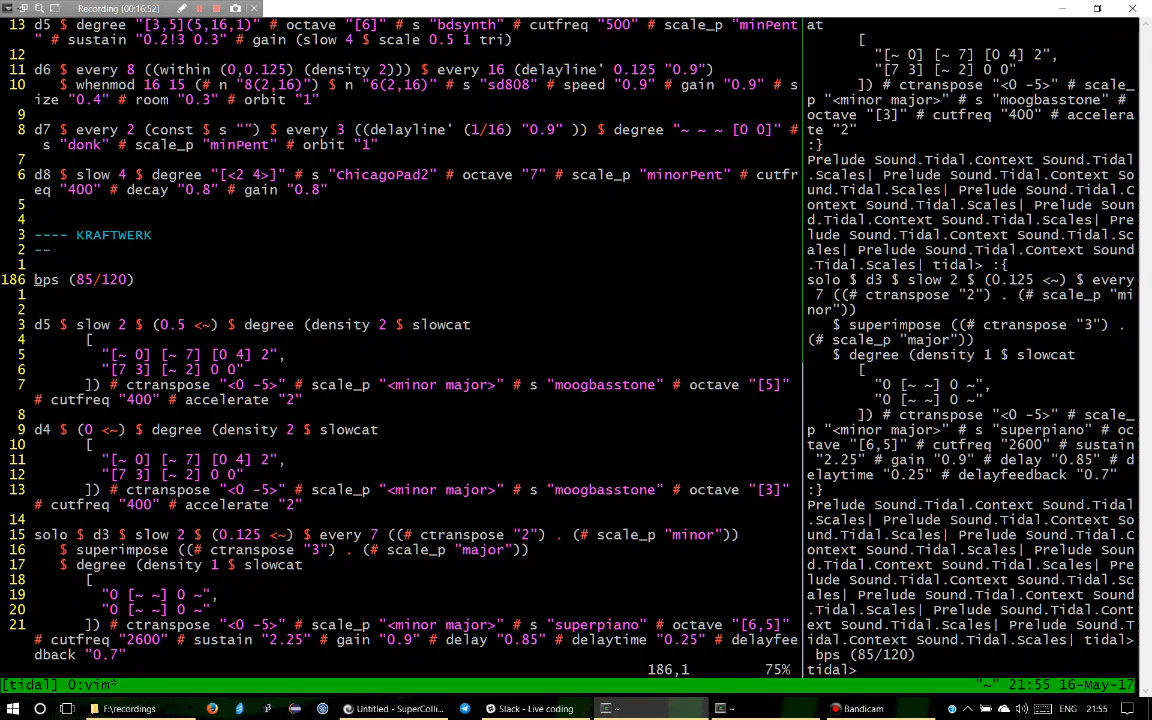 Recording (00:16:52)
13 d5 $ degree "[3,5](5,16,1)" # octave "[6]" # s "bdsynth" # cutfreq "500" # scale_p "minPent
" # sustain "0.2!3 0.3" # gain (slow 4 $ scale 0.5 1 tri)
12
11 d6 $ every 8 ((within (0,0.125) (density 2))) $ every 16 (delayline' 0.125 "0.9")
10 $ whenmod 16 15 (# n "8(2,16)") $ n "6(2,16)" # s "sd808" # speed "0.9" # gain "0.9" # s
ize "0.4" # room "0.3" # orbit "1"
9
8 d7 $ every 2 (const $ s "") $ every 3 ((delayline' (1/16) "0.9" )) $ degree "~ ~ ~ [0 0]" #
s "donk" # scale_p "minPent" # orbit "1"
7
6 d8 $ slow 4 $ degree "[<2 4>]" # s "ChicagoPad2" # octave "7" # scale_p "minorPent" # cutfr
eq "400" # decay "0.8" # gain "0.8"
5
4
3 ---- KRAFTWERK
2 --
1
186 bps (85/120)
1
2
3 d5 $ slow 2 $ (0.5 <~) $ degree (density 2 $ slowcat
4 [
5 "[~ 0] [~ 7] [0 4] 2",
6 "[7 3] [~ 2] 0 0"
7 ]) # ctranspose "<0 -5>" # scale_p "<minor major>" # s "moogbasstone" # octave "[5]"
# cutfreq "400" # accelerate "2"
8
9 d4 $ (0 <~) $ degree (density 2 $ slowcat
10 [
11 "[~ 0] [~ 7] [0 4] 2",
12 "[7 3] [~ 2] 0 0"
13 ]) # ctranspose "<0 -5>" # scale_p "<minor major>" # s "moogbasstone" # octave "[3]"
# cutfreq "400" # accelerate "2"
14
15 solo $ d3 $ slow 2 $ (0.125 <~) $ every 7 ((# ctranspose "2") . (# scale_p "minor"))
16 $ superimpose ((# ctranspose "3") . (# scale_p "major"))
17 $ degree (density 1 $ slowcat
18 [
19 "0 [~ ~] 0 ~",
20 "0 [~ ~] 0 ~"
21 ]) # ctranspose "<0 -5>" # scale_p "<minor major>" # s "superpiano" # octave "[6,5]"
# cutfreq "2600" # sustain "2.25" # gain "0.9" # delay "0.85" # delaytime "0.25" # delayfee
dback "0.7"
186,1 75%
at
[
"[~ 0] [~ 7] [0 4] 2",
"[7 3] [~ 2] 0 0"
]) # ctranspose "<0 -5>" # scale_
p "<minor major>" # s "moogbasstone" #
octave "[3]" # cutfreq "400" # accelera
te "2"
:}
Prelude Sound.Tidal.Context Sound.Tidal
.Scales| Prelude Sound.Tidal.Context So
und.Tidal.Scales| Prelude Sound.Tidal.C
ontext Sound.Tidal.Scales| Prelude Soun
d.Tidal.Context Sound.Tidal.Scales| Pre
lude Sound.Tidal.Context Sound.Tidal.Sc
ales| Prelude Sound.Tidal.Context Sound
.Tidal.Scales| tidal> :{
solo $ d3 $ slow 2 $ (0.125 <~) $ every
7 ((# ctranspose "2") . (# scale_p "mi
nor"))
$ superimpose ((# ctranspose "3") .
(# scale_p "major"))
$ degree (density 1 $ slowcat
[
"0 [~ ~] 0 ~",
"0 [~ ~] 0 ~"
]) # ctranspose "<0 -5>" # scale_
p "<minor major>" # s "superpiano" # oc
tave "[6,5]" # cutfreq "2600" # sustain
"2.25" # gain "0.9" # delay "0.85" # d
elaytime "0.25" # delayfeedback "0.7"
:}
Prelude Sound.Tidal.Context Sound.Tidal
.Scales| Prelude Sound.Tidal.Context So
und.Tidal.Scales| Prelude Sound.Tidal.C
ontext Sound.Tidal.Scales| Prelude Soun
d.Tidal.Context Sound.Tidal.Scales| Pre
lude Sound.Tidal.Context Sound.Tidal.Sc
ales| Prelude Sound.Tidal.Context Sound
.Tidal.Scales| Prelude Sound.Tidal.Cont
ext Sound.Tidal.Scales| Prelude Sound.T
idal.Context Sound.Tidal.Scales| tidal>
bps (85/120)
tidal>
[tidal] 0:vim* "~" 21:55 16-May-17
F:\recordings
Untitled - SuperColli...
Slack - Live coding
~
~
Bandicam
ENG 21:55